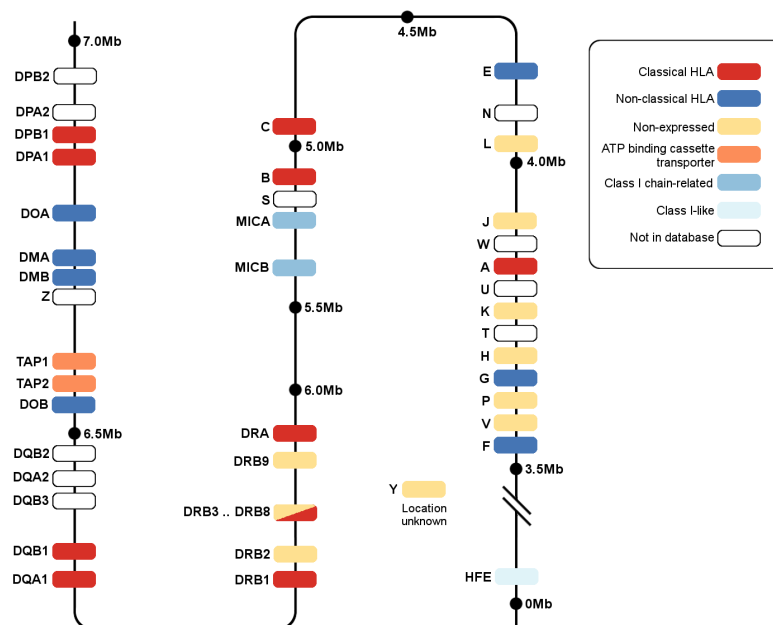 7.0Mb
DPB2
DPA2
DPB1
DPA1
DOA
DMA
DMB
Z
TAP1
TAP2
DOB
6.5Mb
DQB2
DQA2
DQB3
DQB1
DQA1
4.5Mb
C
5.0Mb
B
S
MICA
MICB
5.5Mb
6.0Mb
DRA
DRB9
DRB3 .. DRB8
DRB2
DRB1
E
N
L
4.0Mb
J
W
A
U
K
T
H
G
P
V
F
3.5Mb
Y
Location
unknown
HFE
0Mb
Classical HLA
Non-classical HLA
Non-expressed
ATP binding cassette
transporter
Class I chain-related
Class I-like
Not in database